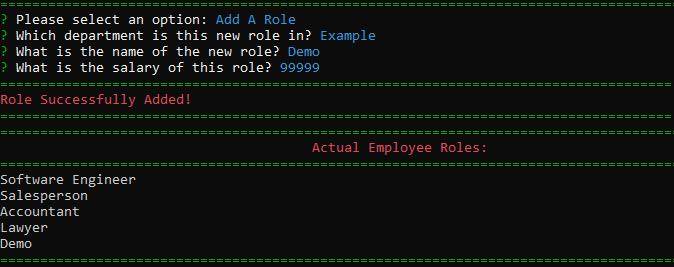 ====================================================================================
? Please select an option: Add A Role
? Which department is this new role in? Example
? What is the name of the new role? Demo
? What is the salary of this role? 99999
====================================================================================
Role Successfully Added!
====================================================================================
====================================================================================
Actual Employee Roles:
====================================================================================
Software Engineer
Salesperson
Accountant
Lawyer
Demo
====================================================================================